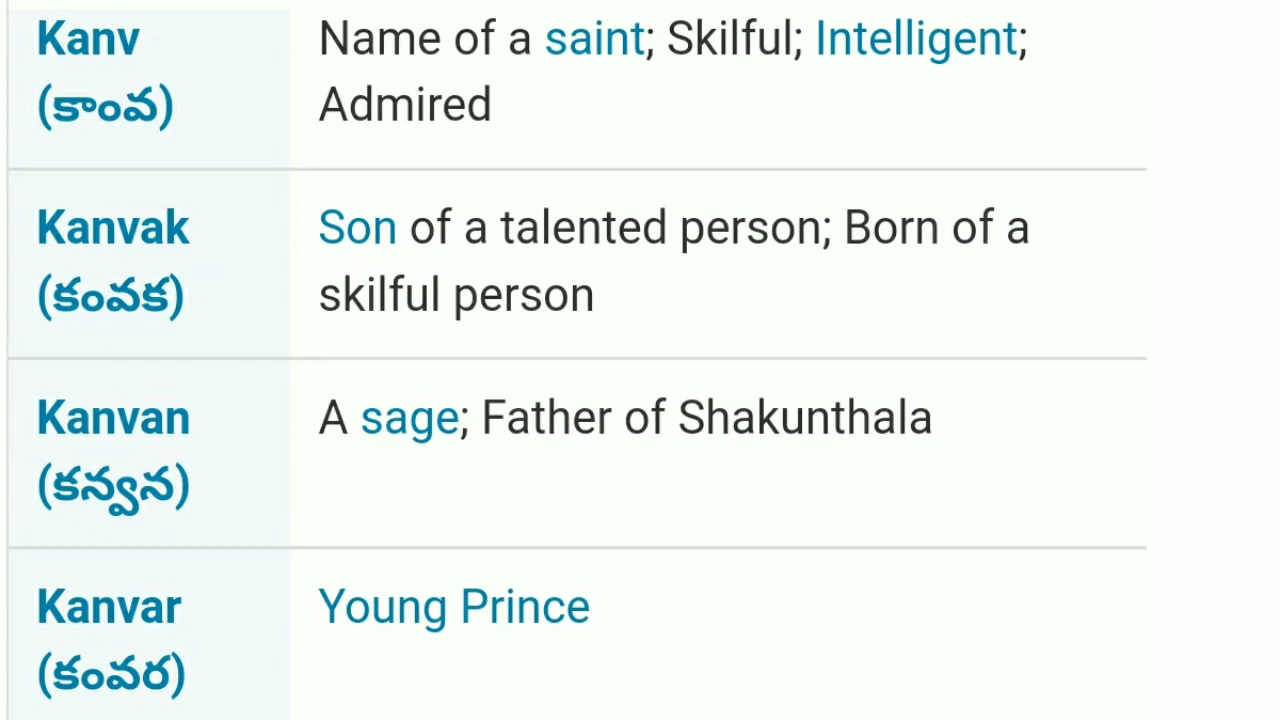 Kanv
(కాంవ)
Name of a saint; Skilful; Intelligent;
Admired
Kanvak
(కంవక)
Son of a talented person; Born of a
skilful person
Kanvan
(కన్వన)
A sage; Father of Shakunthala
Kanvar
(కంవర)
Young Prince